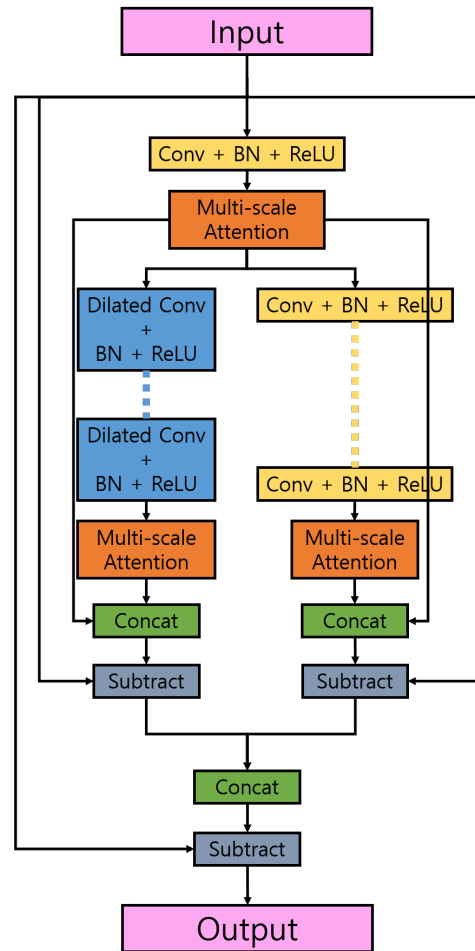 Input
Conv + BN + ReLU
Multi-scale
Attention
Dilated Conv
+
BN + ReLU
Conv + BN + ReLU
Dilated Conv
+
BN + ReLU
Conv + BN + ReLU
Multi-scale
Attention
Multi-scale
Attention
Concat
Concat
Subtract
Subtract
Concat
Subtract
Output